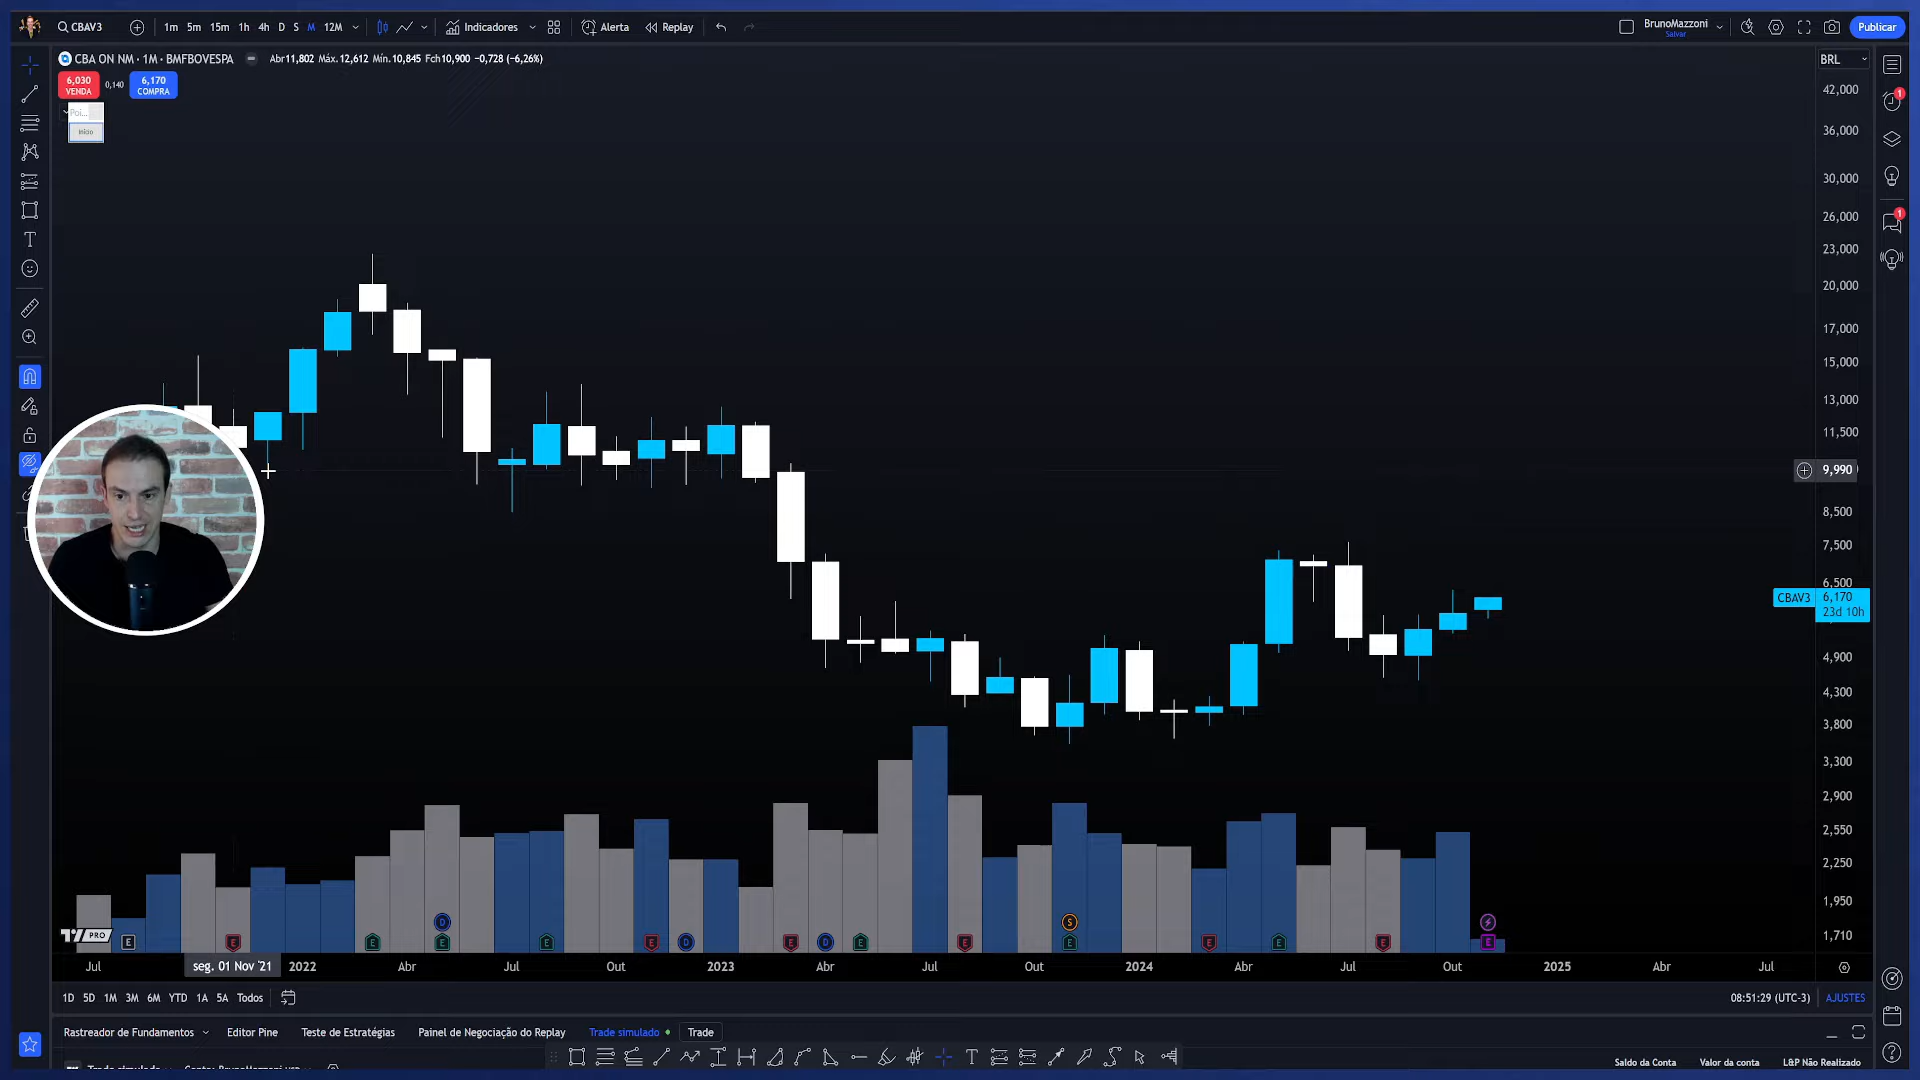 CBAV3
1m 5m 15m 1h 4h D S M 12M
Indicadores
Alerta
Replay
BrunoMazzoni
Salvar
Publicar
CBA ON NM · 1M · BMFBOVESPA
Abr11,802 Máx.12,612 Mín.10,845 Fch10,900 −0,728 (−6,26%)
BRL
6,030
VENDA
0,140
6,170
COMPRA
Poi...
Início
42,000
36,000
30,000
26,000
23,000
20,000
17,000
15,000
13,000
11,500
9,990
8,500
7,500
6,500
CBAV3 6,170
23d 10h
4,900
4,300
3,800
3,300
2,900
2,550
2,250
1,950
1,710
1
1
D S
E E E D E E E D E D E E E E E E E
PRO
Jul seg. 01 Nov '21 2022 Abr Jul Out 2023 Abr Jul Out 2024 Abr Jul Out 2025 Abr Jul
1D 5D 1M 3M 6M YTD 1A 5A Todos
08:51:29 (UTC-3) AJUSTES
Rastreador de Fundamentos Editor Pine Teste de Estratégias Painel de Negociação do Replay Trade simulado Trade
Saldo da Conta Valor da conta L&P Não Realizado